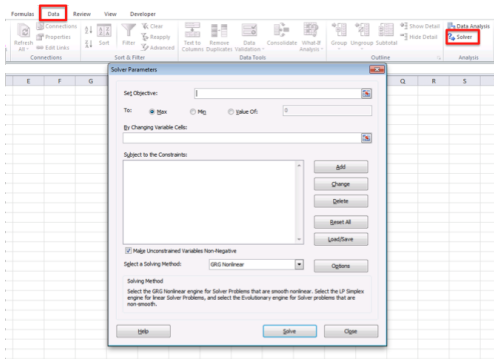 Formulas Data Review View Developer
Connections Clear Show Detail Data Analysis
Refresh All Properties Sort Filter Reapply Text to Columns Remove Duplicates Data Validation Consolidate What-If Analysis Group Ungroup Subtotal Hide Detail Solver
Edit Links Advanced
Connections Sort & Filter Data Tools Outline Analysis
E F G Q R S
Solver Parameters
Set Objective:
To: Max Min Value Of: 0
By Changing Variable Cells:
Subject to the Constraints:
Add
Change
Delete
Reset All
Load/Save
Make Unconstrained Variables Non-Negative
Select a Solving Method: GRG Nonlinear Options
Solving Method
Select the GRG Nonlinear engine for Solver Problems that are smooth nonlinear. Select the LP Simplex
engine for linear Solver Problems, and select the Evolutionary engine for Solver problems that are
non-smooth.
Help Solve Close